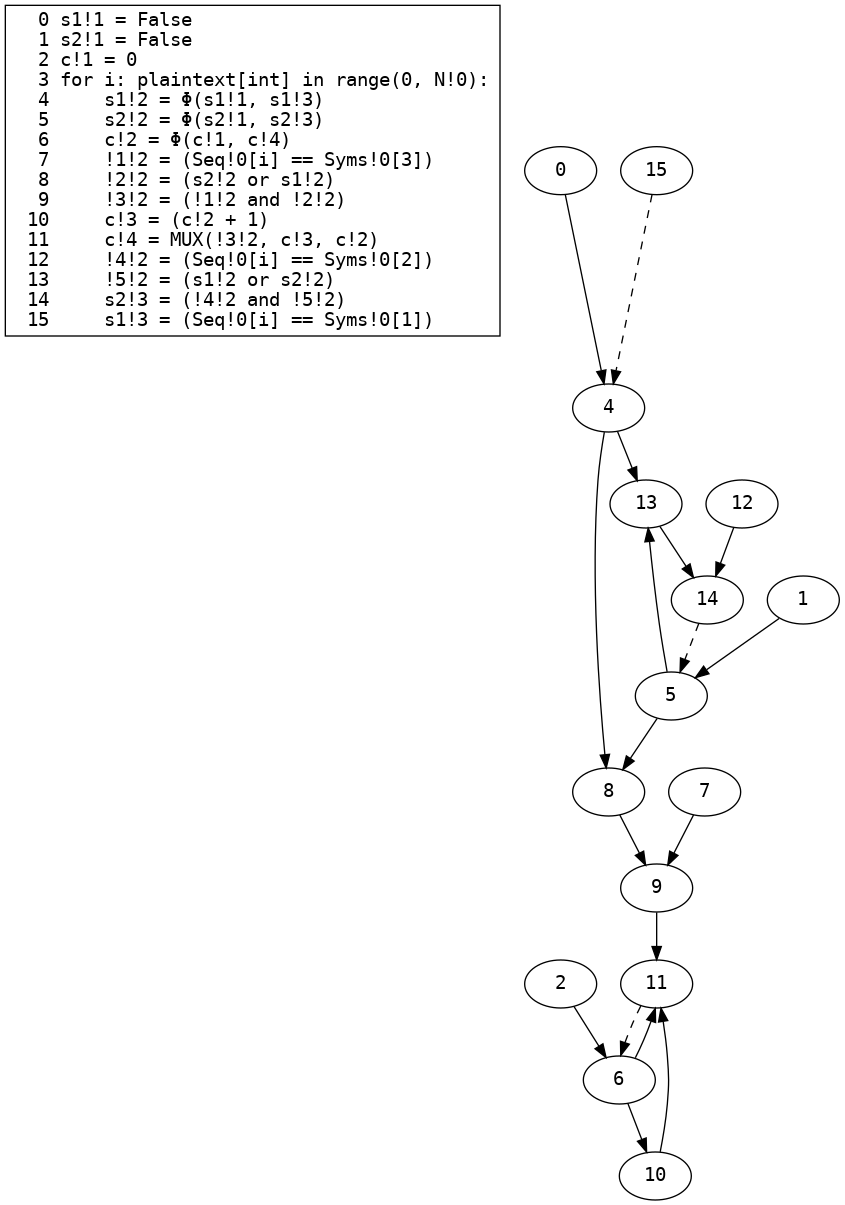 0 s1!1 = False
1 s2!1 = False
2 c!1 = 0
3 for i: plaintext[int] in range(0, N!0):
4     s1!2 = Φ(s1!1, s1!3)
5     s2!2 = Φ(s2!1, s2!3)
6     c!2 = Φ(c!1, c!4)
7     !1!2 = (Seq!0[i] == Syms!0[3])
8     !2!2 = (s2!2 or s1!2)
9     !3!2 = (!1!2 and !2!2)
10     c!3 = (c!2 + 1)
11     c!4 = MUX(!3!2, c!3, c!2)
12     !4!2 = (Seq!0[i] == Syms!0[2])
13     !5!2 = (s1!2 or s2!2)
14     s2!3 = (!4!2 and !5!2)
15     s1!3 = (Seq!0[i] == Syms!0[1])
0 15
4
13 12
14 1
5
8 7
9
2 11
6
10